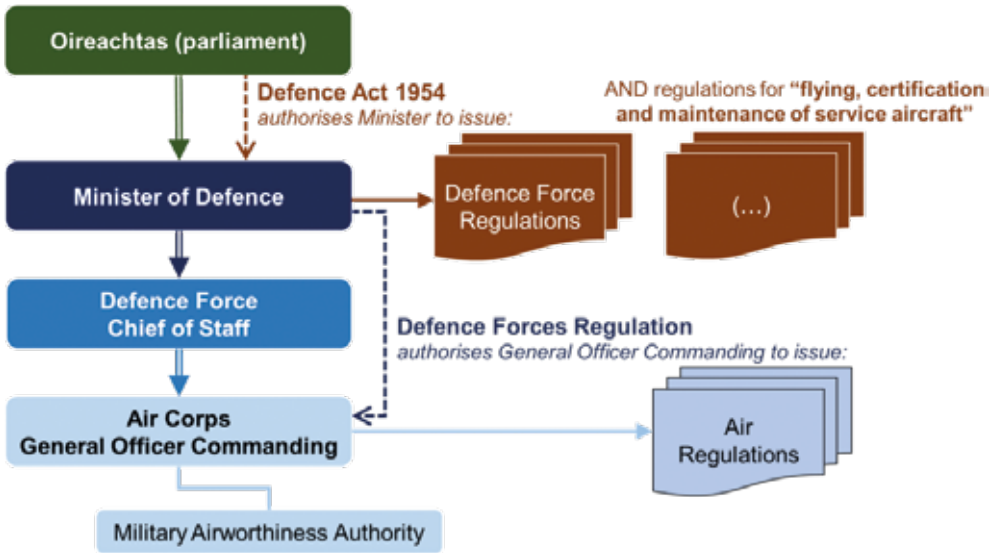 Oireachtas (parliament)
Defence Act 1954
authorises Minister to issue:
AND regulations for “flying, certification
and maintenance of service aircraft”
Minister of Defence
Defence Force
Regulations
(...)
Defence Force
Chief of Staff
Defence Forces Regulation
authorises General Officer Commanding to issue:
Air Corps
General Officer Commanding
Air
Regulations
Military Airworthiness Authority